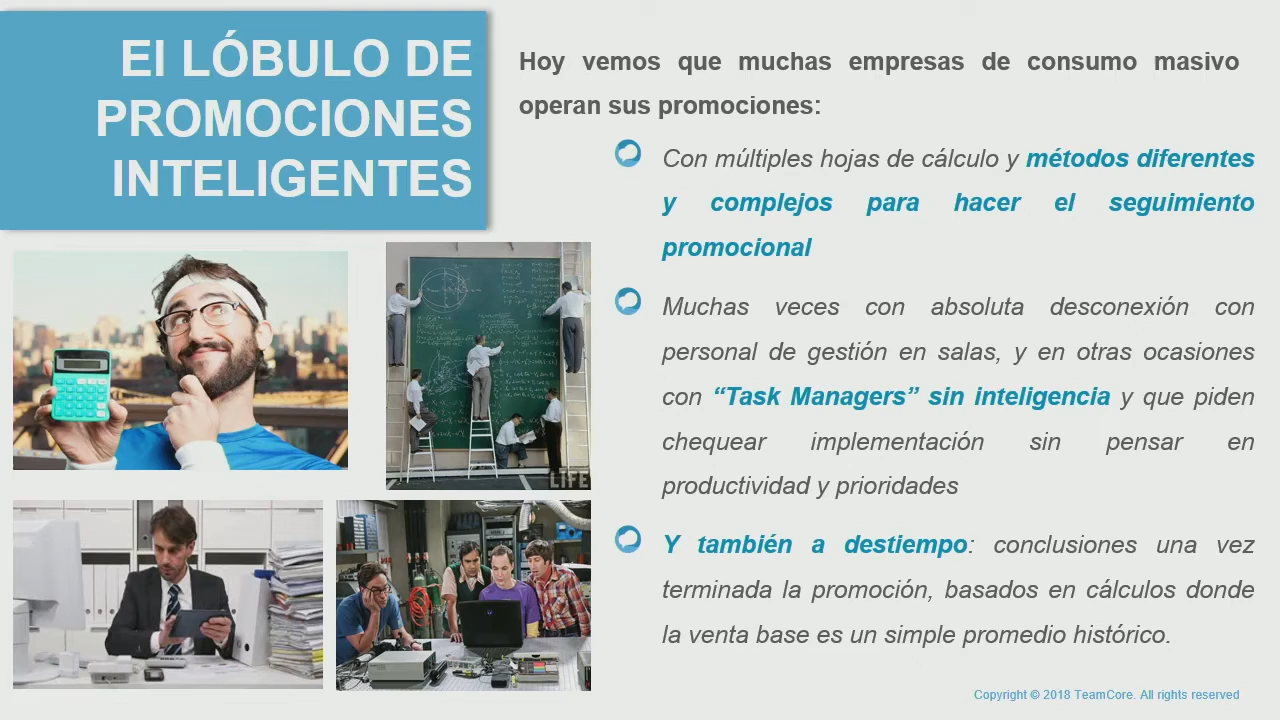 El LÓBULO DE
PROMOCIONES
INTELIGENTES
Hoy vemos que muchas empresas de consumo masivo
operan sus promociones:
Con múltiples hojas de cálculo y métodos diferentes
y complejos para hacer el seguimiento
promocional
Muchas veces con absoluta desconexión con
personal de gestión en salas, y en otras ocasiones
con “Task Managers” sin inteligencia y que piden
chequear implementación sin pensar en
productividad y prioridades
Y también a destiempo: conclusiones una vez
terminada la promoción, basados en cálculos donde
la venta base es un simple promedio histórico.
LIFE
Copyright © 2018 TeamCore. All rights reserved